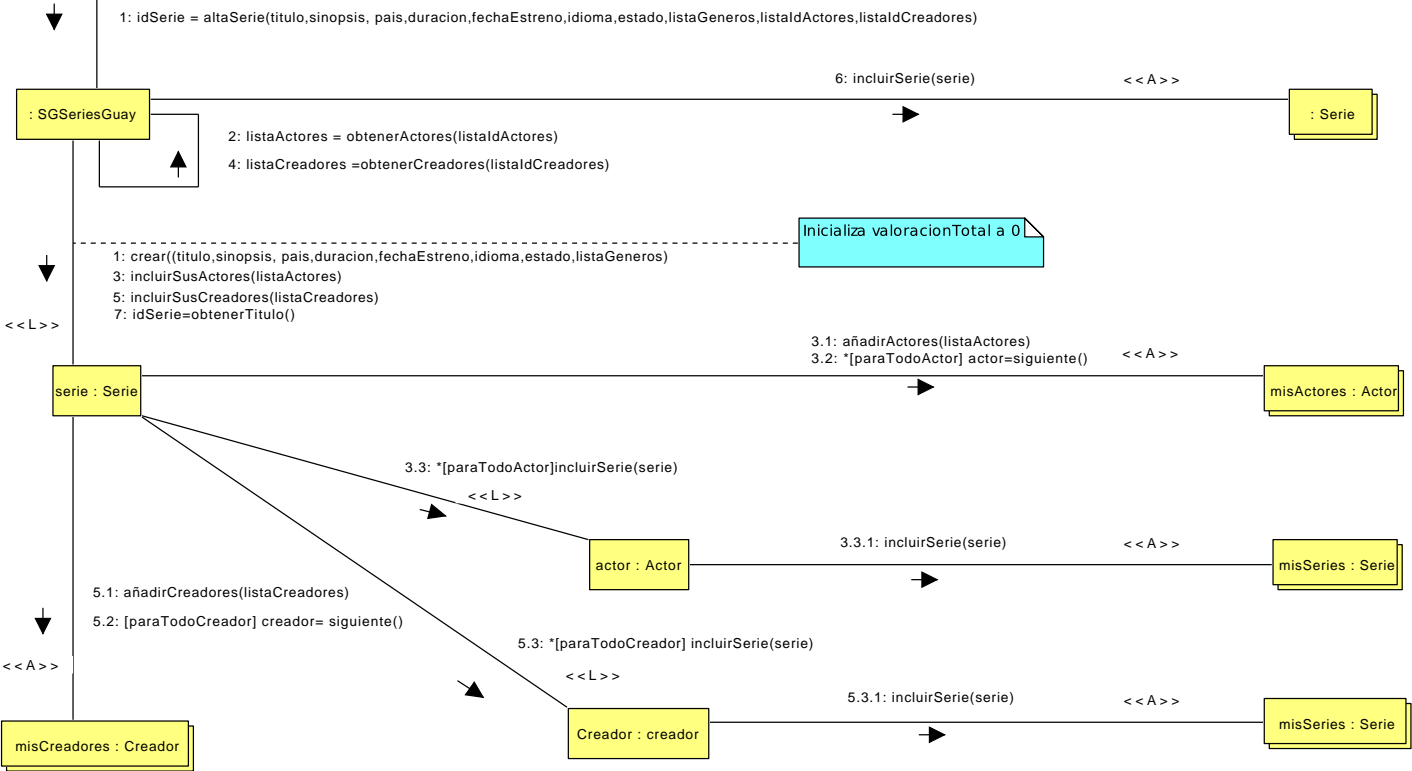 1: idSerie = altaSerie(titulo,sinopsis, pais,duracion,fechaEstreno,idioma,estado,listaGeneros,listaIdActores,listaIdCreadores)
6: incluirSerie(serie)
<<A>>
: SGSeriesGuay
: Serie
2: listaActores = obtenerActores(listaIdActores)
4: listaCreadores =obtenerCreadores(listaIdCreadores)
Inicializa valoracionTotal a 0
1: crear((titulo,sinopsis, pais,duracion,fechaEstreno,idioma,estado,listaGeneros)
3: incluirSusActores(listaActores)
5: incluirSusCreadores(listaCreadores)
7: idSerie=obtenerTitulo()
<<L>>
3.1: añadirActores(listaActores)
3.2: *[paraTodoActor] actor=siguiente()
<<A>>
serie : Serie
misActores : Actor
3.3: *[paraTodoActor]incluirSerie(serie)
<<L>>
3.3.1: incluirSerie(serie)
<<A>>
actor : Actor
misSeries : Serie
5.1: añadirCreadores(listaCreadores)
5.2: [paraTodoCreador] creador= siguiente()
5.3: *[paraTodoCreador] incluirSerie(serie)
<<A>>
<<L>>
5.3.1: incluirSerie(serie)
<<A>>
misCreadores : Creador
Creador : creador
misSeries : Serie